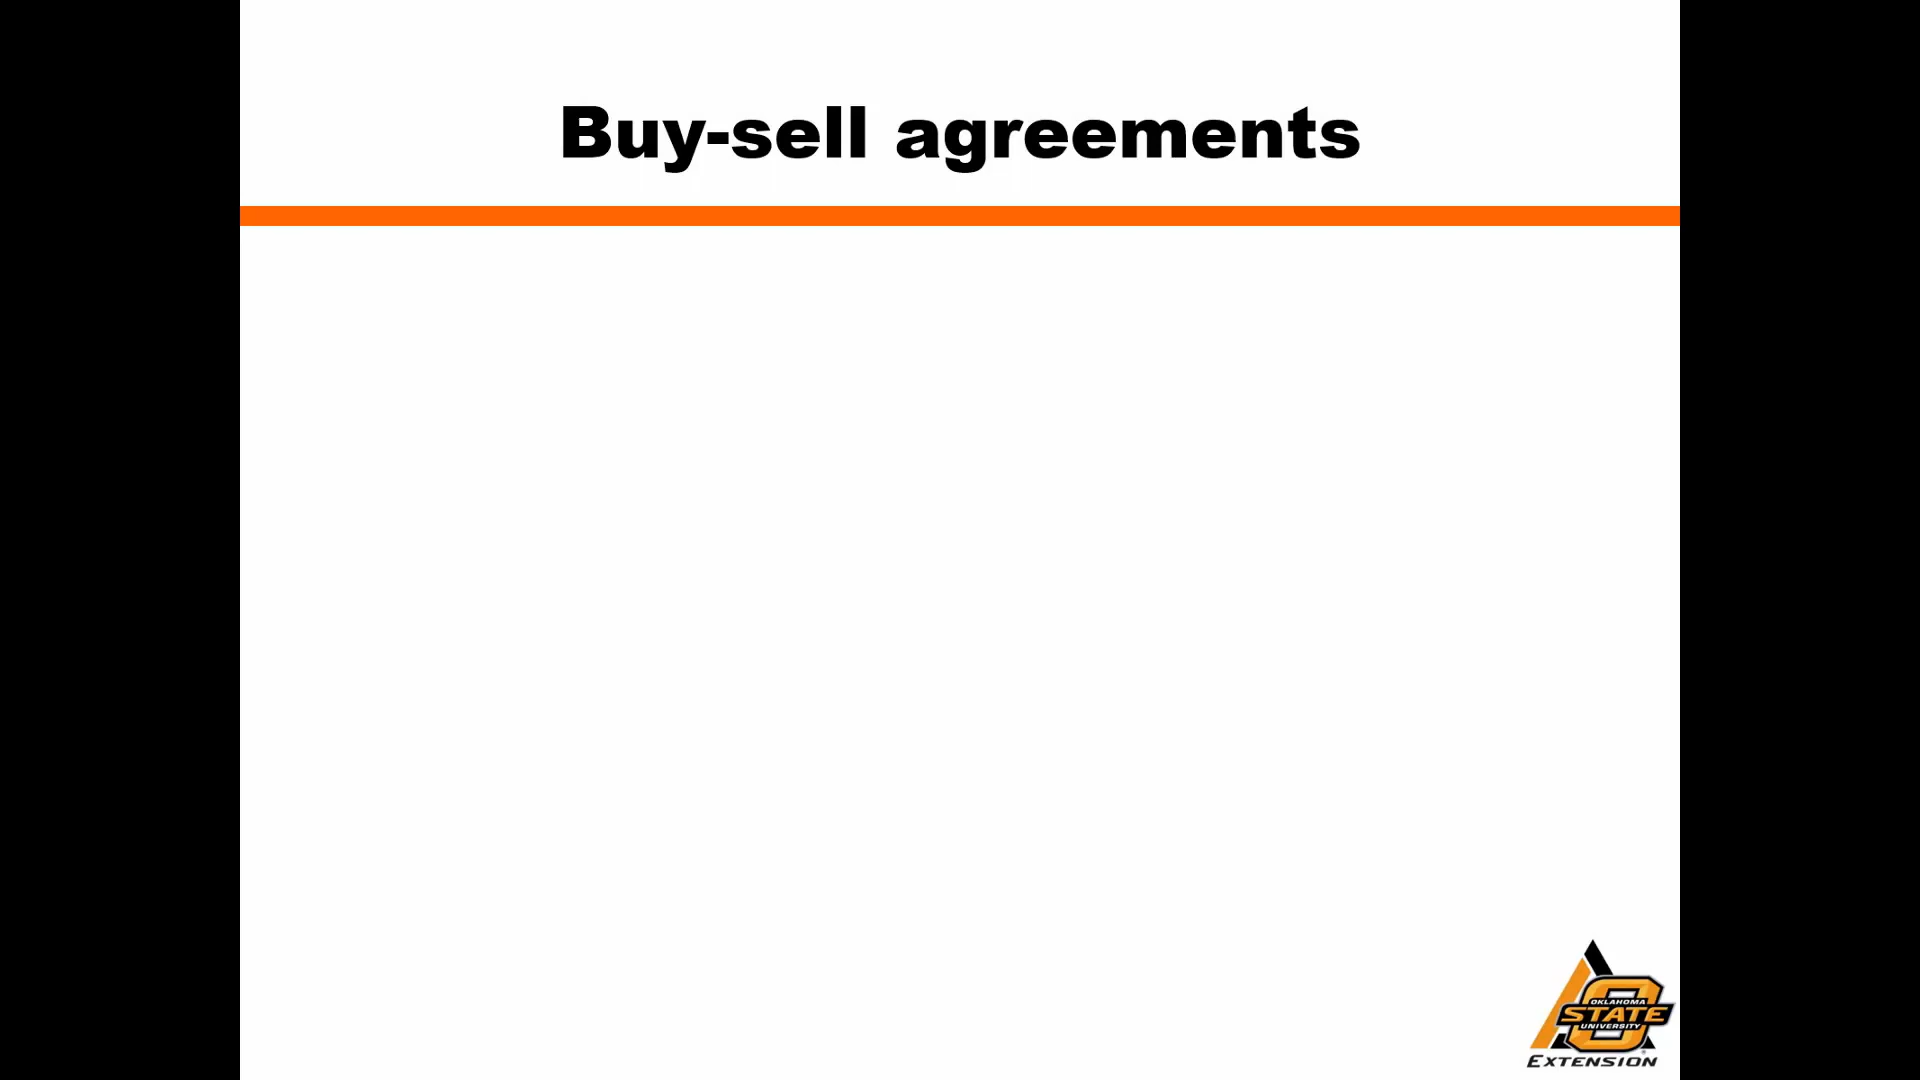 Buy-sell agreements
OKLAHOMA
STATE
UNIVERSITY
EXTENSION